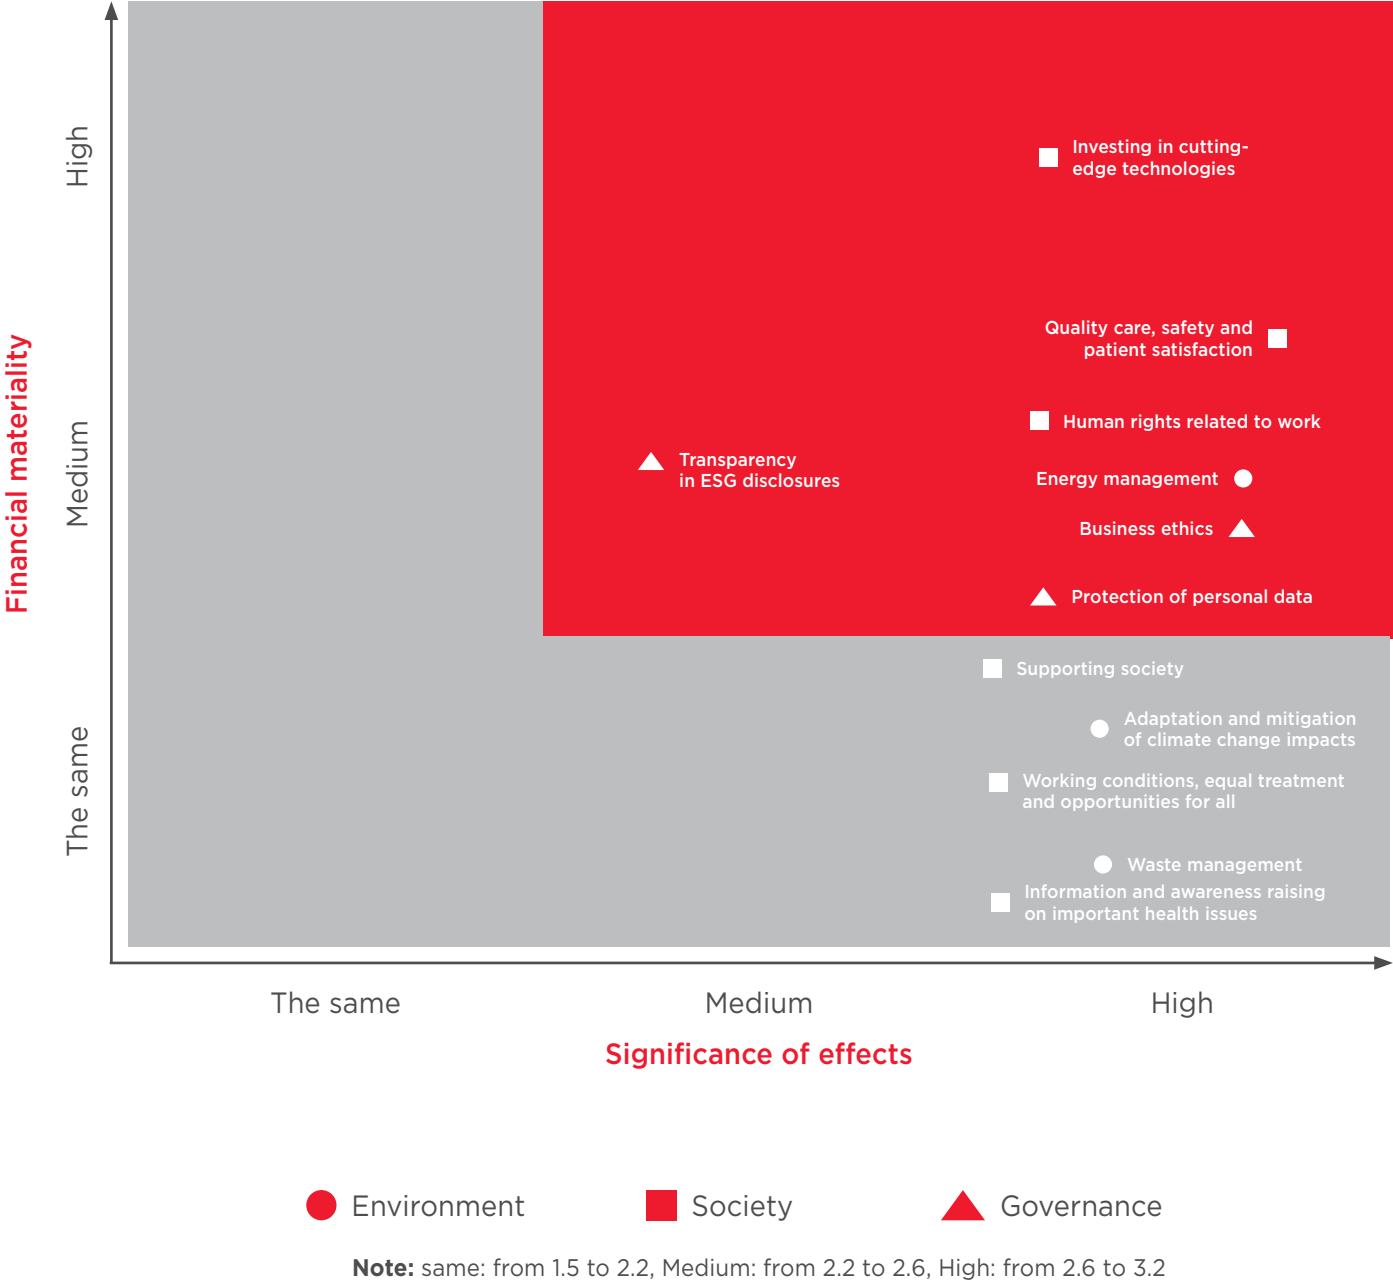 Financial materiality
High
Medium
The same
Investing in cutting-
edge technologies
Quality care, safety and
patient satisfaction
Human rights related to work
Transparency
in ESG disclosures
Energy management
Business ethics
Protection of personal data
Supporting society
Adaptation and mitigation
of climate change impacts
Working conditions, equal treatment
and opportunities for all
Waste management
Information and awareness raising
on important health issues
The same
Medium
High
Significance of effects
Environment
Society
Governance
Note: same: from 1.5 to 2.2, Medium: from 2.2 to 2.6, High: from 2.6 to 3.2